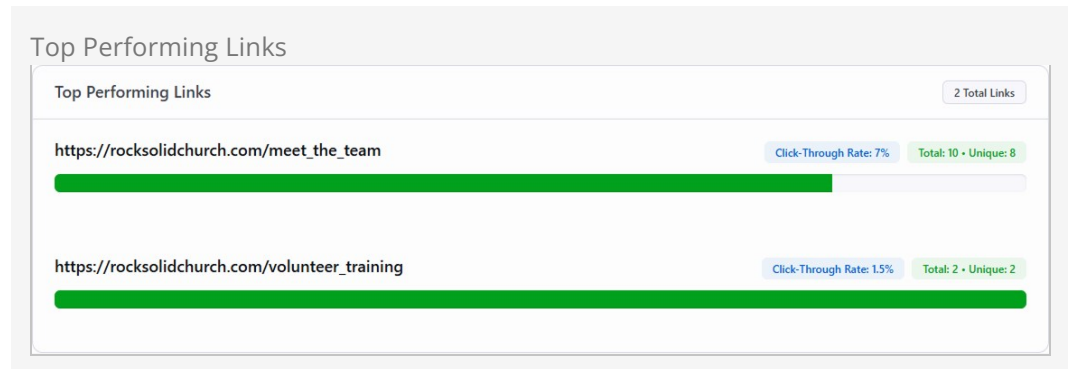 Top Performing Links
Top Performing Links 2 Total Links
https://rocksolidchurch.com/meet_the_team Click-Through Rate: 7% Total: 10 • Unique: 8
https://rocksolidchurch.com/volunteer_training Click-Through Rate: 1.5% Total: 2 • Unique: 2